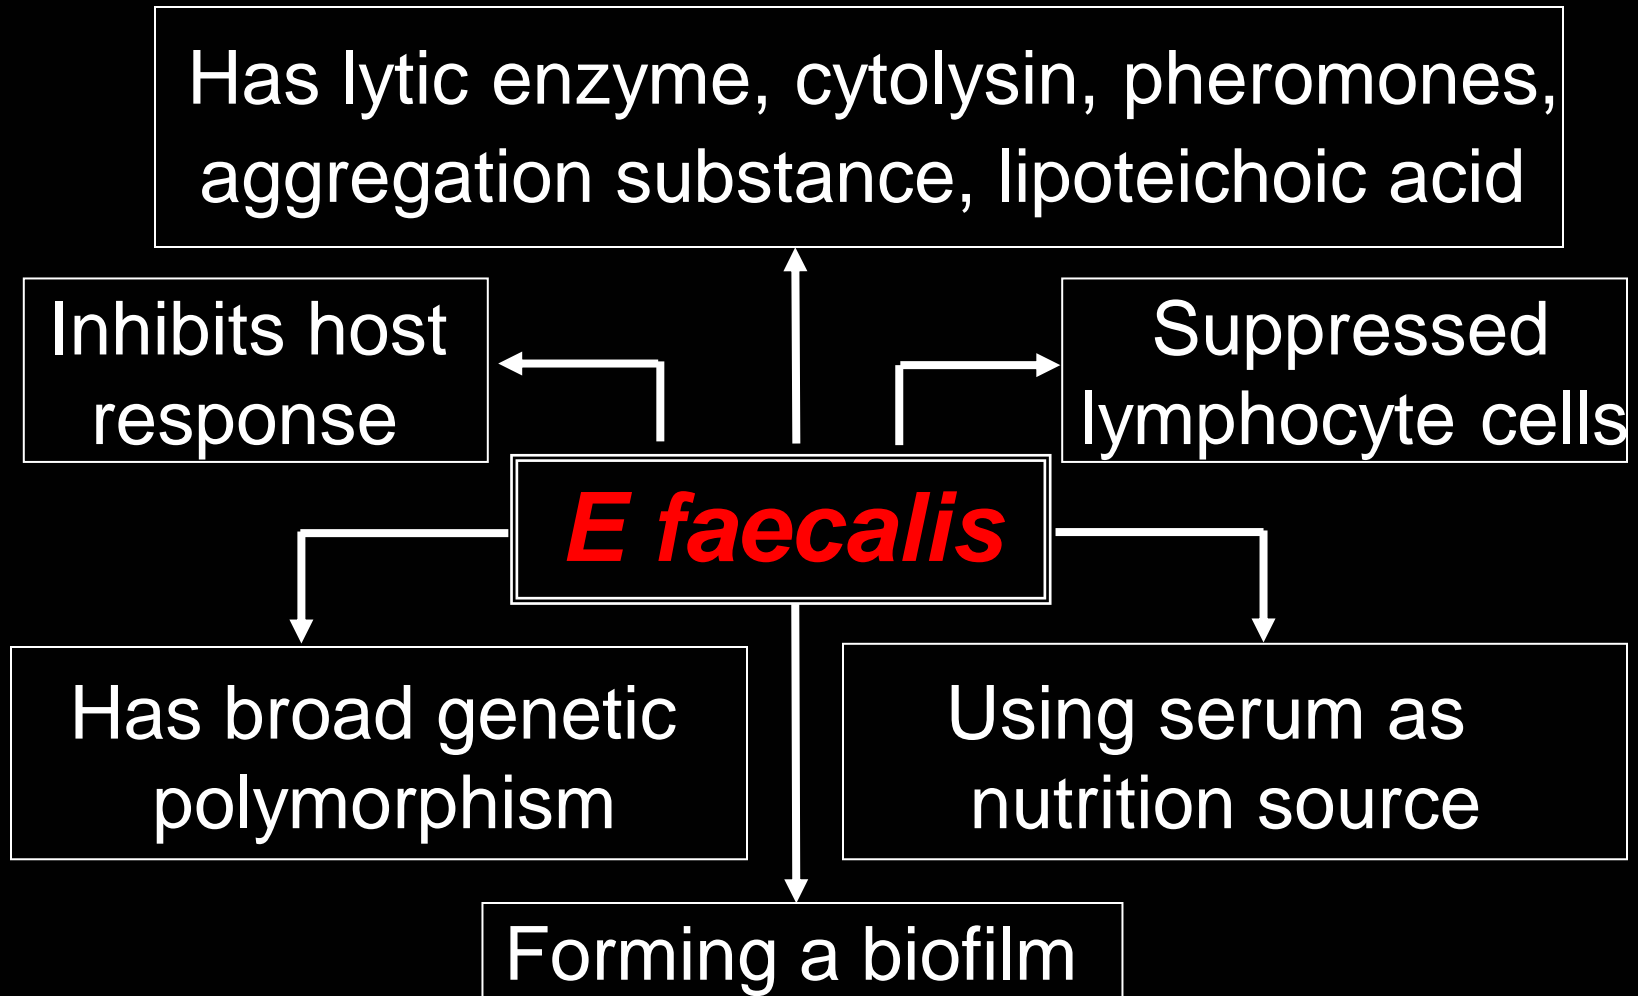 Has lytic enzyme, cytolysin, pheromones,
aggregation substance, lipoteichoic acid
Inhibits host
response
Suppressed
lymphocyte cells
E faecalis
Has broad genetic
polymorphism
Using serum as
nutrition source
Forming a biofilm